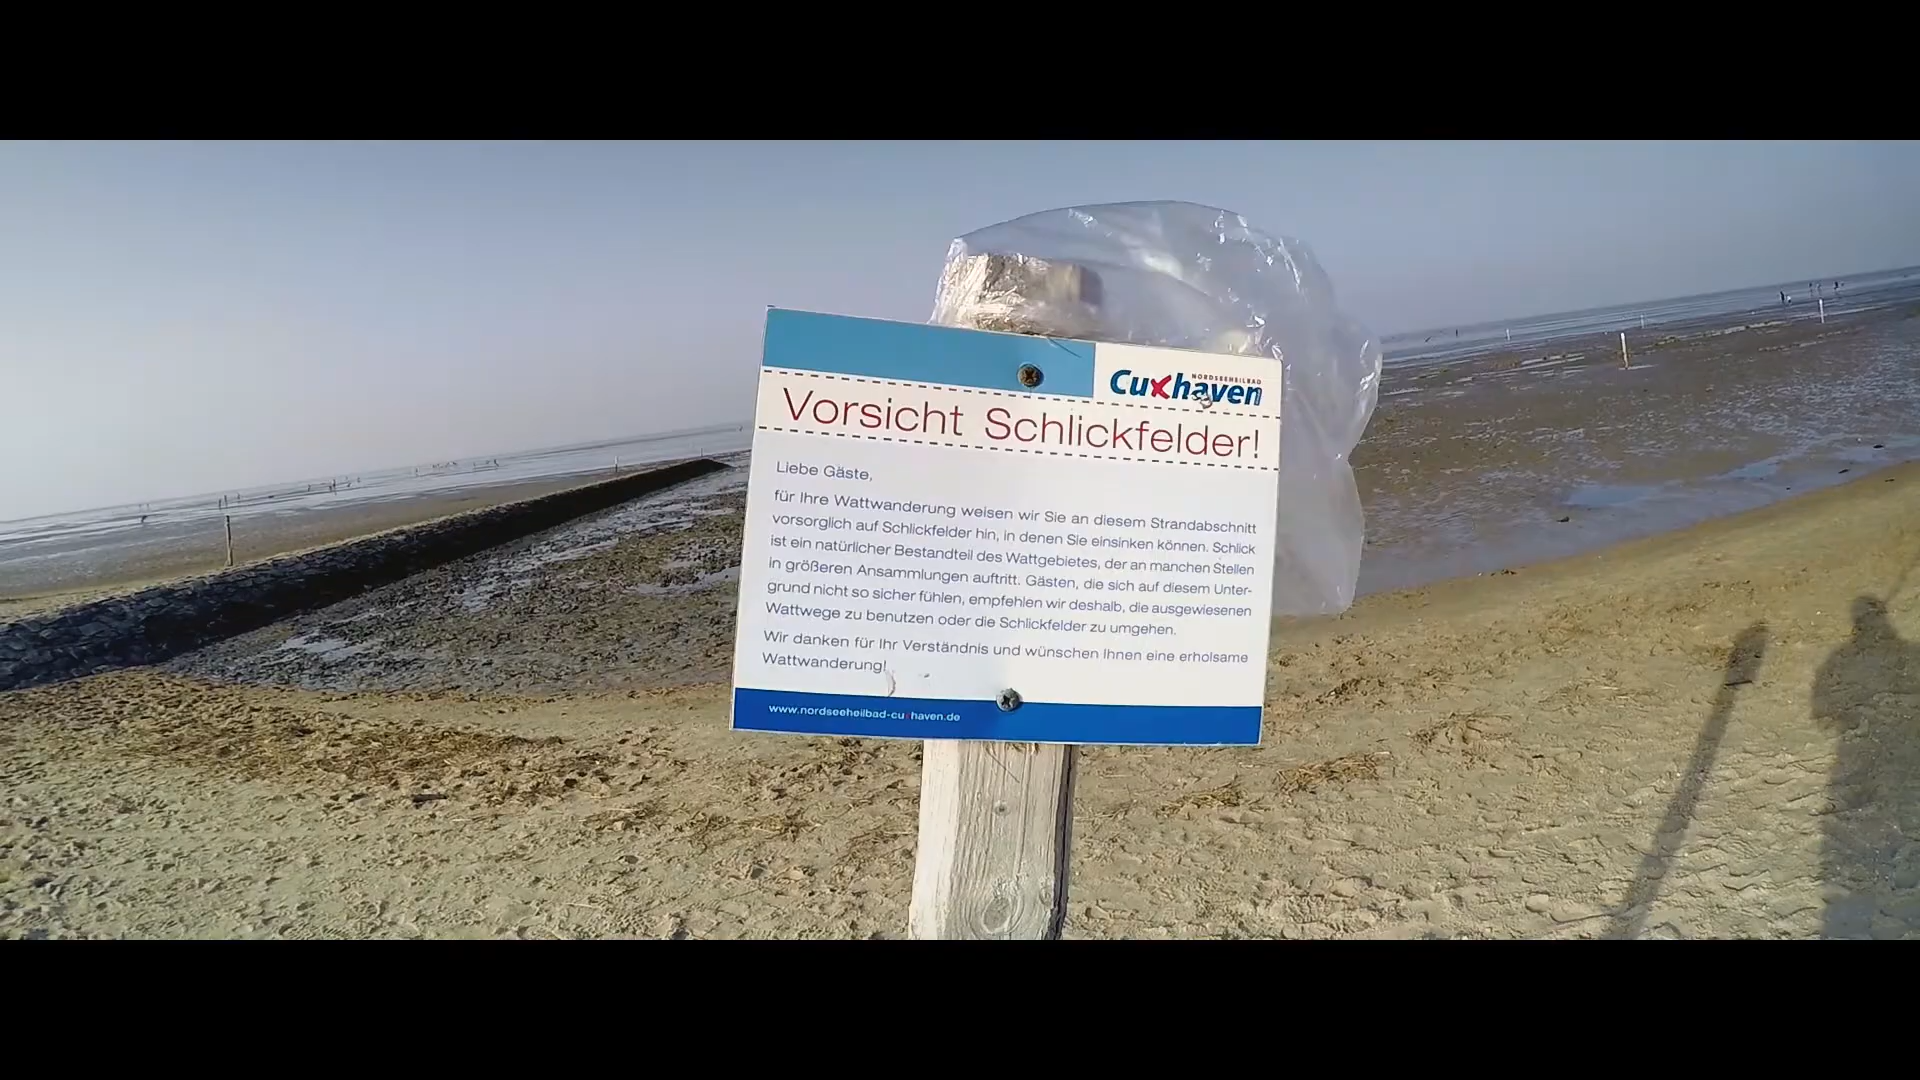 NORDSEEHEILBAD
Cuxhaven
Vorsicht Schlickfelder!
Liebe Gäste,
für Ihre Wattwanderung weisen wir Sie an diesem Strandabschnitt
vorsorglich auf Schlickfelder hin, in denen Sie einsinken können. Schlick
ist ein natürlicher Bestandteil des Wattgebietes, der an manchen Stellen
in größeren Ansammlungen auftritt. Gästen, die sich auf diesem Unter-
grund nicht so sicher fühlen, empfehlen wir deshalb, die ausgewiesenen
Wattwege zu benutzen oder die Schlickfelder zu umgehen.
Wir danken für Ihr Verständnis und wünschen Ihnen eine erholsame
Wattwanderung!
www.nordseeheilbad-cuxhaven.de